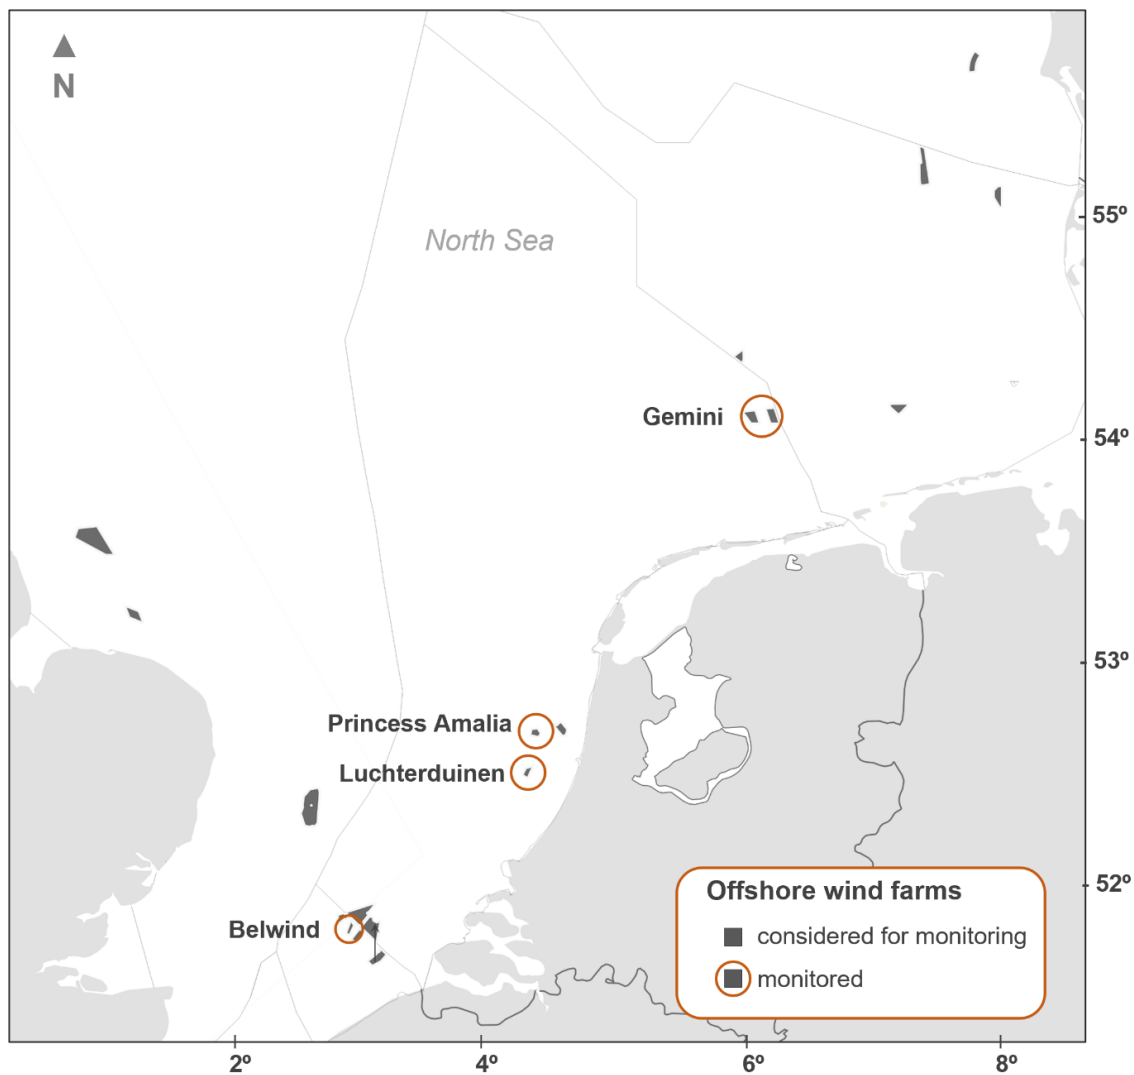 N
North Sea
55º
Gemini
54º
53º
Princess Amalia
Luchterduinen
52º
Belwind
Offshore wind farms
considered for monitoring
monitored
2º
4º
6º
8º